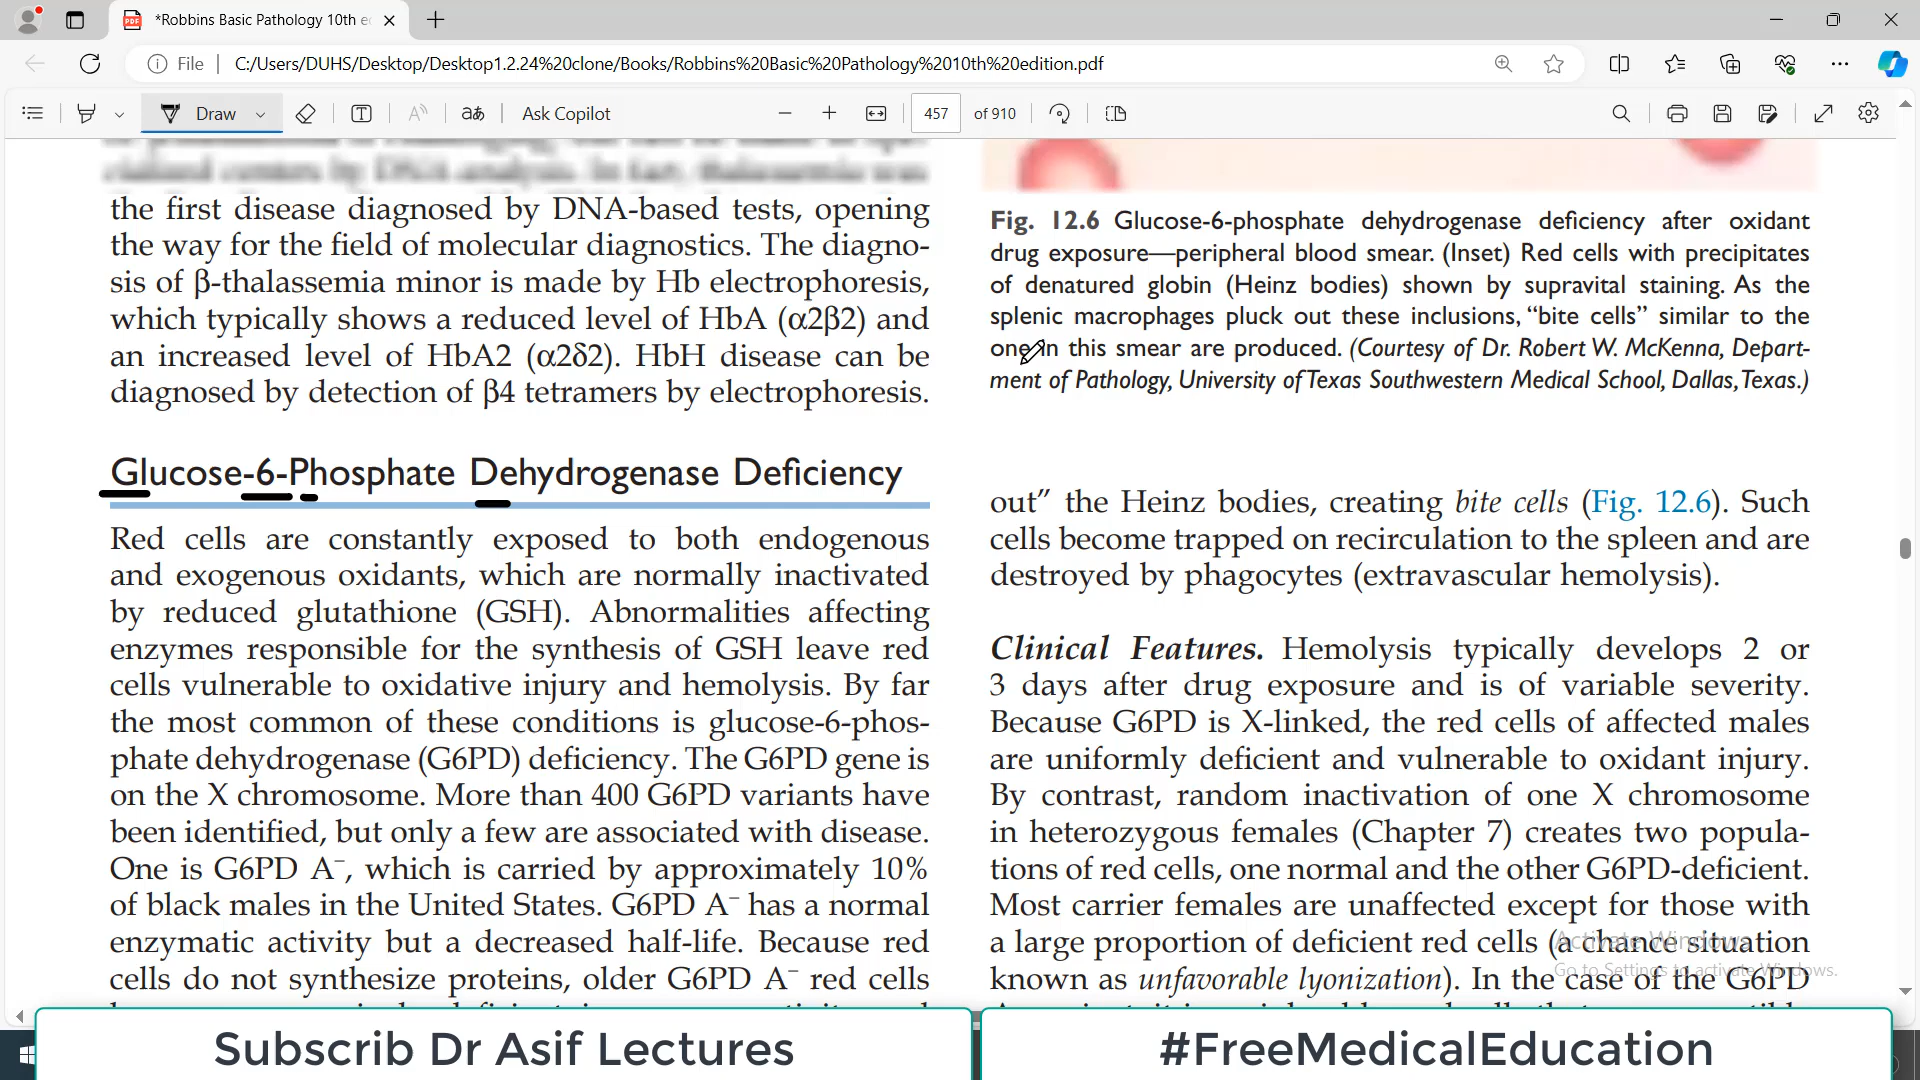 *Robbins Basic Pathology 10th e
File
C:/Users/DUHS/Desktop/Desktop1.2.24%20clone/Books/Robbins%20Basic%20Pathology%2010th%20edition.pdf
Draw
Ask Copilot
457 of 910
cialized centers by DNA analysis. In fact, thalassemia was
the first disease diagnosed by DNA-based tests, opening
the way for the field of molecular diagnostics. The diagno-
sis of β-thalassemia minor is made by Hb electrophoresis,
which typically shows a reduced level of HbA (α2β2) and
an increased level of HbA2 (α2δ2). HbH disease can be
diagnosed by detection of β4 tetramers by electrophoresis.
Glucose-6-Phosphate Dehydrogenase Deficiency
Red cells are constantly exposed to both endogenous
and exogenous oxidants, which are normally inactivated
by reduced glutathione (GSH). Abnormalities affecting
enzymes responsible for the synthesis of GSH leave red
cells vulnerable to oxidative injury and hemolysis. By far
the most common of these conditions is glucose-6-phos-
phate dehydrogenase (G6PD) deficiency. The G6PD gene is
on the X chromosome. More than 400 G6PD variants have
been identified, but only a few are associated with disease.
One is G6PD A⁻, which is carried by approximately 10%
of black males in the United States. G6PD A⁻ has a normal
enzymatic activity but a decreased half-life. Because red
cells do not synthesize proteins, older G6PD A⁻ red cells
Fig. 12.6 Glucose-6-phosphate dehydrogenase deficiency after oxidant
drug exposure—peripheral blood smear. (Inset) Red cells with precipitates
of denatured globin (Heinz bodies) shown by supravital staining. As the
splenic macrophages pluck out these inclusions, “bite cells” similar to the
one in this smear are produced. (Courtesy of Dr. Robert W. McKenna, Depart-
ment of Pathology, University of Texas Southwestern Medical School, Dallas, Texas.)
out” the Heinz bodies, creating bite cells (Fig. 12.6). Such
cells become trapped on recirculation to the spleen and are
destroyed by phagocytes (extravascular hemolysis).
Clinical Features. Hemolysis typically develops 2 or
3 days after drug exposure and is of variable severity.
Because G6PD is X-linked, the red cells of affected males
are uniformly deficient and vulnerable to oxidant injury.
By contrast, random inactivation of one X chromosome
in heterozygous females (Chapter 7) creates two popula-
tions of red cells, one normal and the other G6PD-deficient.
Most carrier females are unaffected except for those with
a large proportion of deficient red cells (a chance situation
known as unfavorable lyonization). In the case of the G6PD
Activate Windows
Go to Settings to activate Windows.
Subscrib Dr Asif Lectures
#FreeMedicalEducation